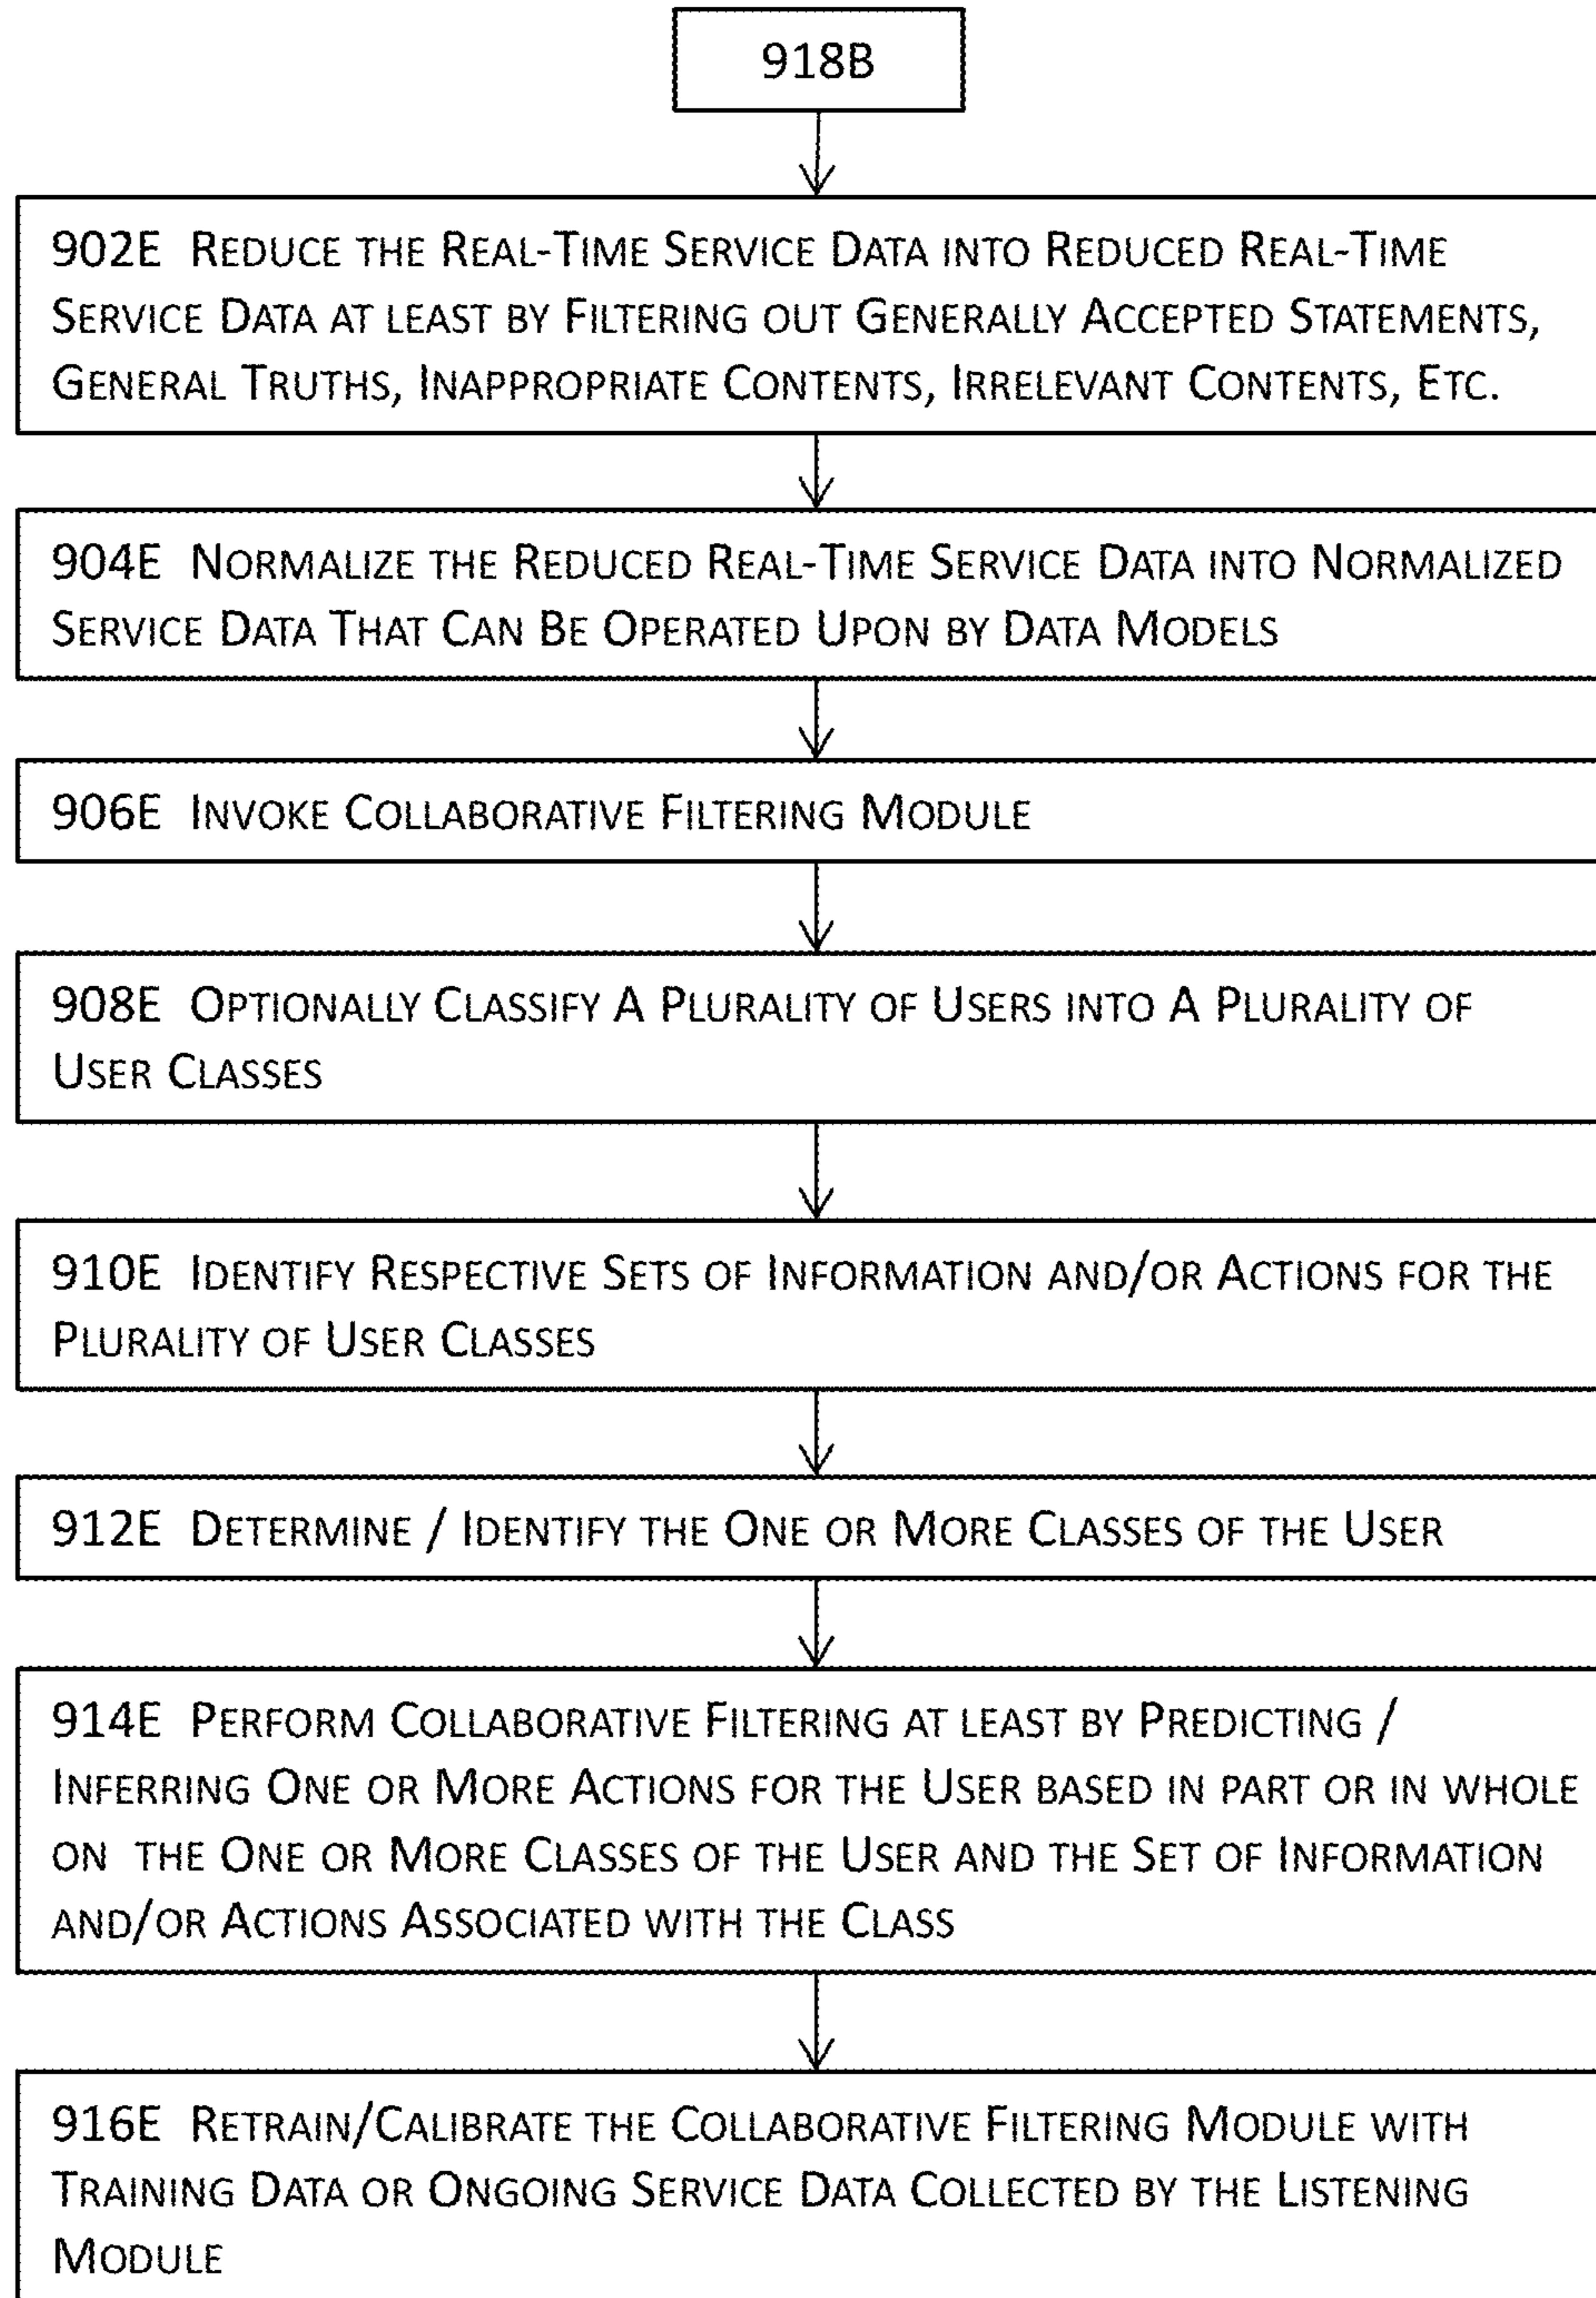 918B
902E REDUCE THE REAL-TIME SERVICE DATA INTO REDUCED REAL-TIME
SERVICE DATA AT LEAST BY FILTERING OUT GENERALLY ACCEPTED STATEMENTS,
GENERAL TRUTHS, INAPPROPRIATE CONTENTS, IRRELEVANT CONTENTS, ETC.
904E NORMALIZE THE REDUCED REAL-TIME SERVICE DATA INTO NORMALIZED
SERVICE DATA THAT CAN BE OPERATED UPON BY DATA MODELS
906E INVOKE COLLABORATIVE FILTERING MODULE
908E OPTIONALLY CLASSIFY A PLURALITY OF USERS INTO A PLURALITY OF
USER CLASSES
910E IDENTIFY RESPECTIVE SETS OF INFORMATION AND/OR ACTIONS FOR THE
PLURALITY OF USER CLASSES
912E DETERMINE / IDENTIFY THE ONE OR MORE CLASSES OF THE USER
914E PERFORM COLLABORATIVE FILTERING AT LEAST BY PREDICTING /
INFERRING ONE OR MORE ACTIONS FOR THE USER BASED IN PART OR IN WHOLE
ON THE ONE OR MORE CLASSES OF THE USER AND THE SET OF INFORMATION
AND/OR ACTIONS ASSOCIATED WITH THE CLASS
916E RETRAIN/CALIBRATE THE COLLABORATIVE FILTERING MODULE WITH
TRAINING DATA OR ONGOING SERVICE DATA COLLECTED BY THE LISTENING
MODULE